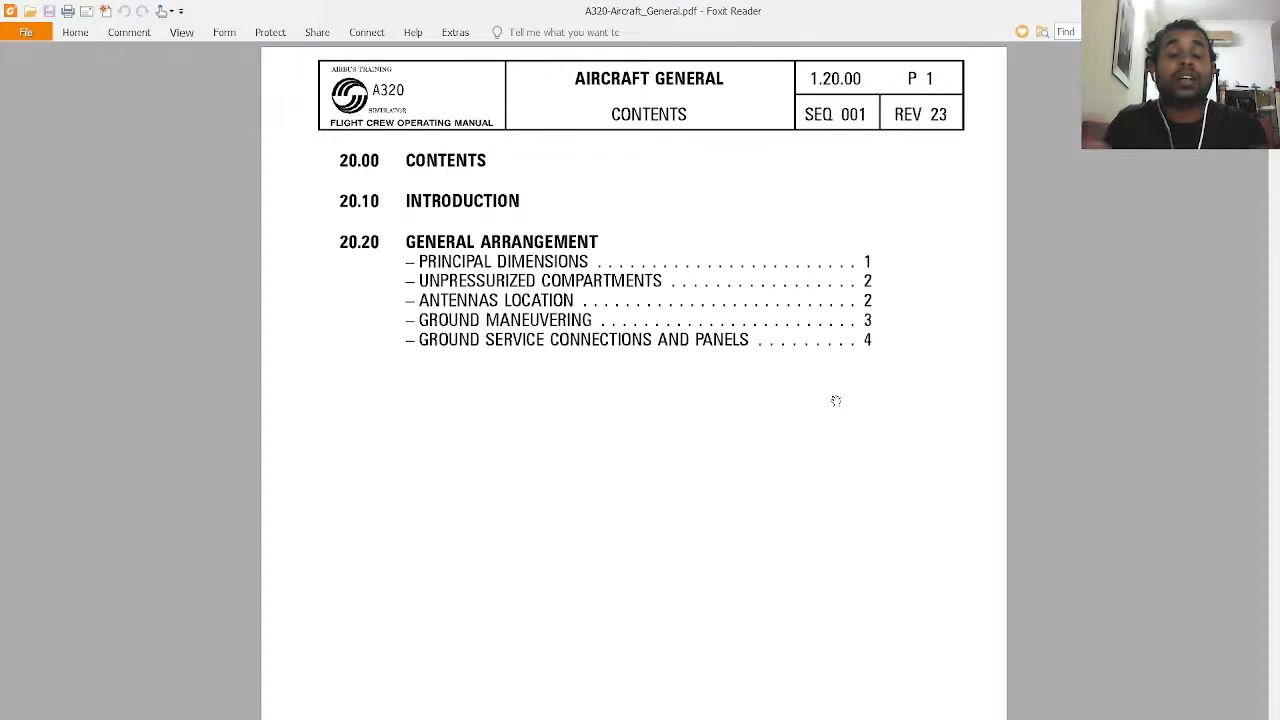 A320-Aircraft_General.pdf - Foxit Reader
File Home Comment View Form Protect Share Connect Help Extras Tell me what you want to Find
AIRBUS TRAINING
A320
SIMULATOR
FLIGHT CREW OPERATING MANUAL
AIRCRAFT GENERAL
CONTENTS
1.20.00 P 1
SEQ 001 REV 23
20.00 CONTENTS
20.10 INTRODUCTION
20.20 GENERAL ARRANGEMENT
– PRINCIPAL DIMENSIONS . . . . . . . . . . . . . . . . . . . . . . . . 1
– UNPRESSURIZED COMPARTMENTS . . . . . . . . . . . . . . . . 2
– ANTENNAS LOCATION . . . . . . . . . . . . . . . . . . . . . . . . . 2
– GROUND MANEUVERING . . . . . . . . . . . . . . . . . . . . . . . 3
– GROUND SERVICE CONNECTIONS AND PANELS . . . . . . . . . 4